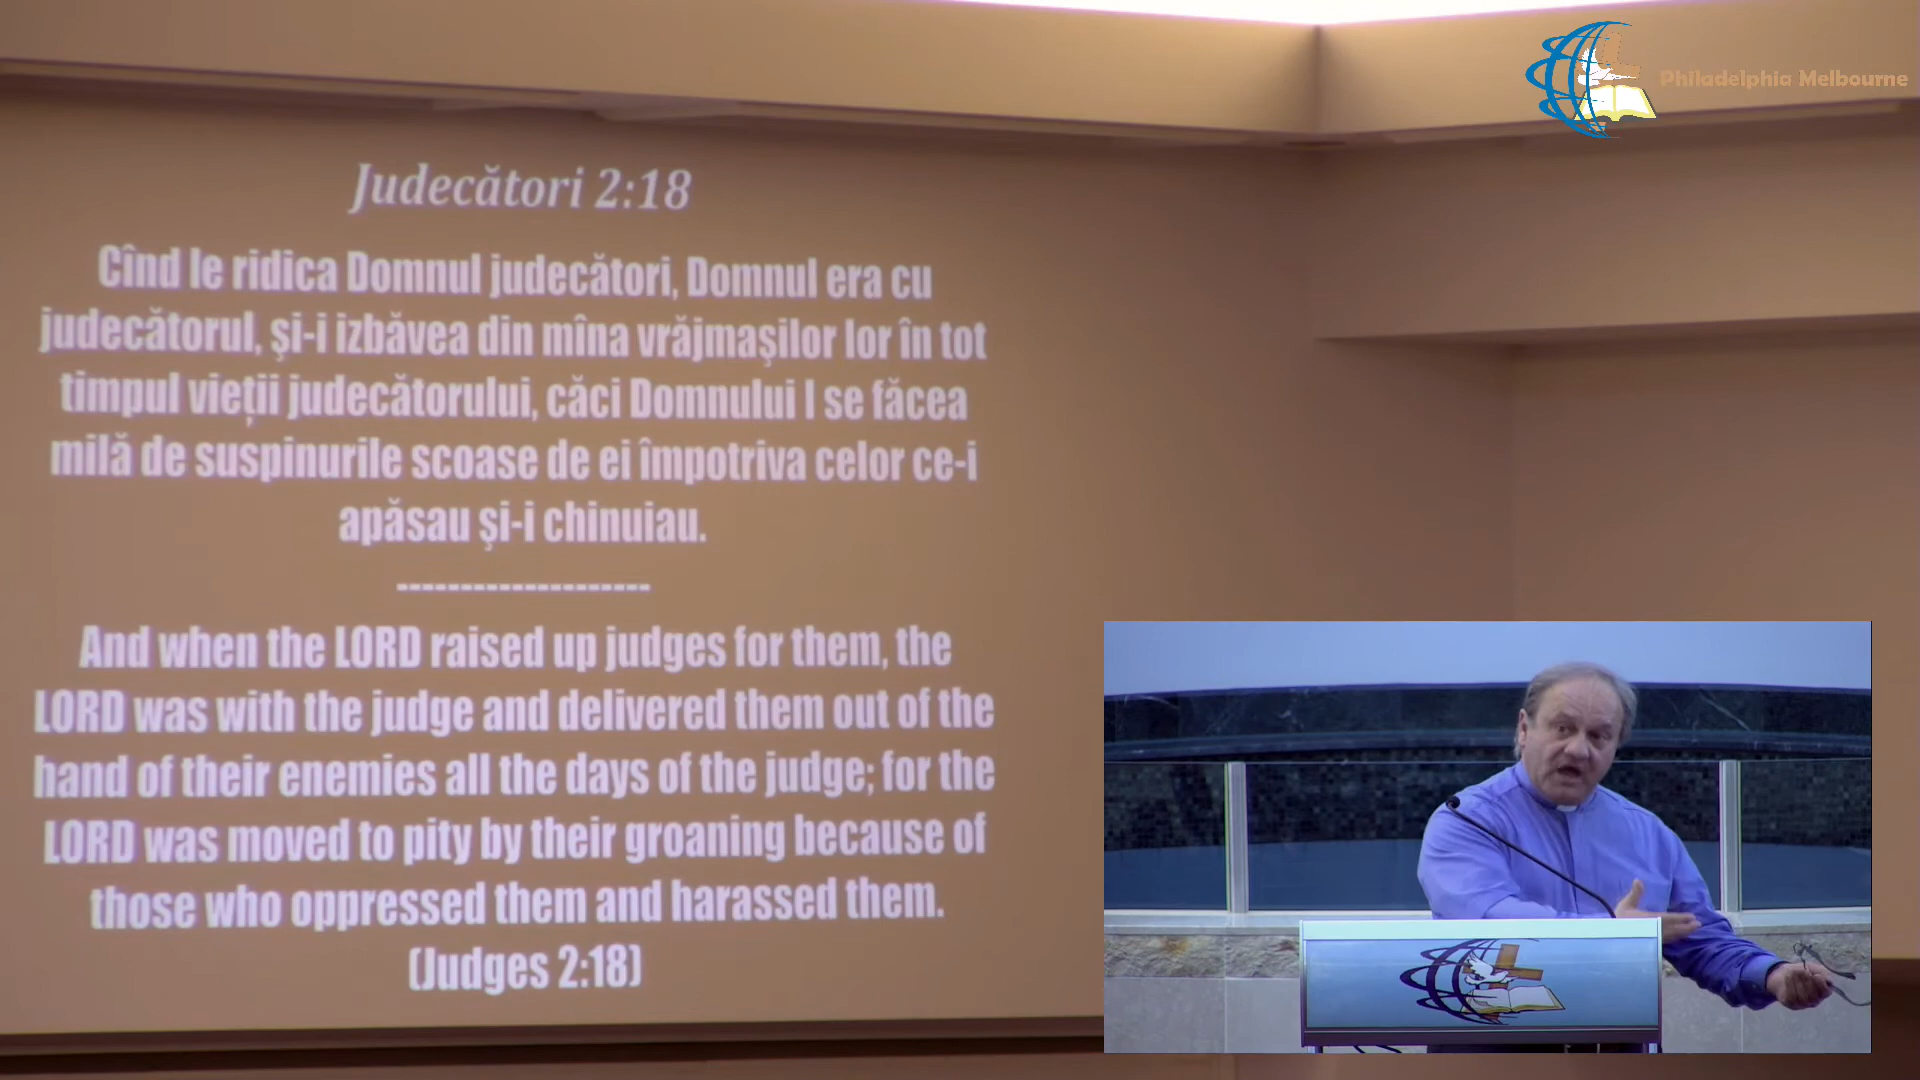 Philadelphia Melbourne
Judecători 2:18
Cînd le ridica Domnul judecători, Domnul era cu
judecătorul, şi-i izbăvea din mîna vrăjmaşilor lor în tot
timpul vieţii judecătorului, căci Domnului I se făcea
milă de suspinurile scoase de ei împotriva celor ce-i
apăsau şi-i chinuiau.
--------------------
And when the LORD raised up judges for them, the
LORD was with the judge and delivered them out of the
hand of their enemies all the days of the judge; for the
LORD was moved to pity by their groaning because of
those who oppressed them and harassed them.
(Judges 2:18)